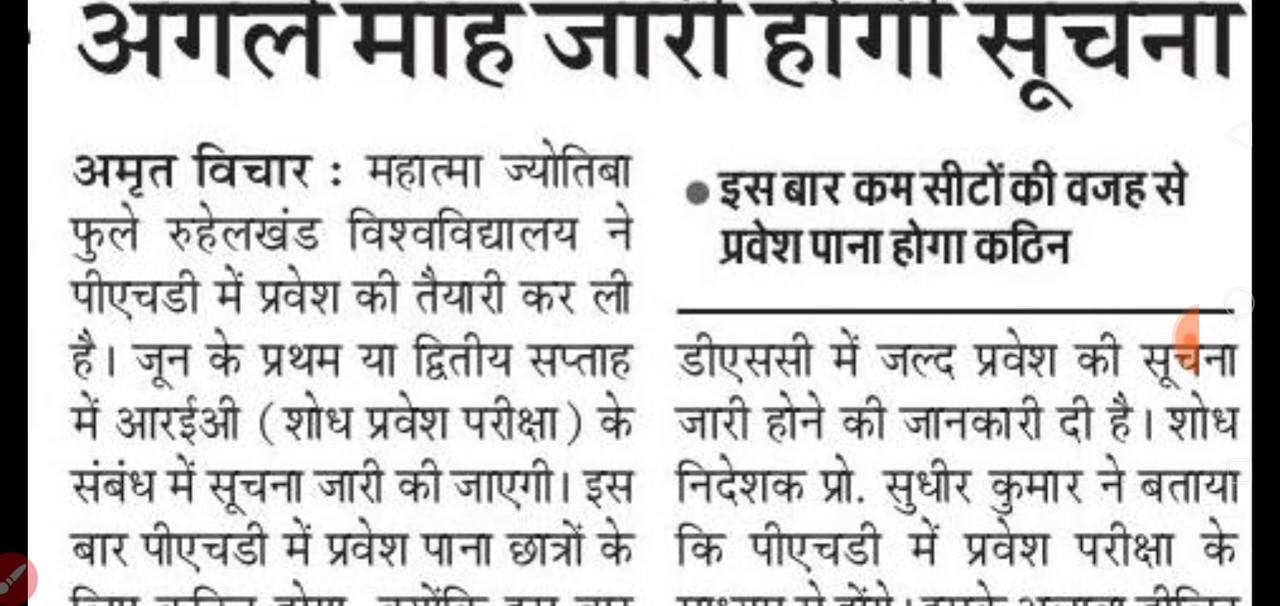 अगले माह जारी होगी सूचना
अमृत विचार : महात्मा ज्योतिबा
फुले रुहेलखंड विश्वविद्यालय ने
पीएचडी में प्रवेश की तैयारी कर ली
है। जून के प्रथम या द्वितीय सप्ताह
में आरईओ (शोध प्रवेश परीक्षा) के
संबंध में सूचना जारी की जाएगी। इस
बार पीएचडी में प्रवेश पाना छात्रों के
● इस बार कम सीटों की वजह से
प्रवेश पाना होगा कठिन
डीएससी में जल्द प्रवेश की सूचना
जारी होने की जानकारी दी है। शोध
निदेशक प्रो. सुधीर कुमार ने बताया
कि पीएचडी में प्रवेश परीक्षा के